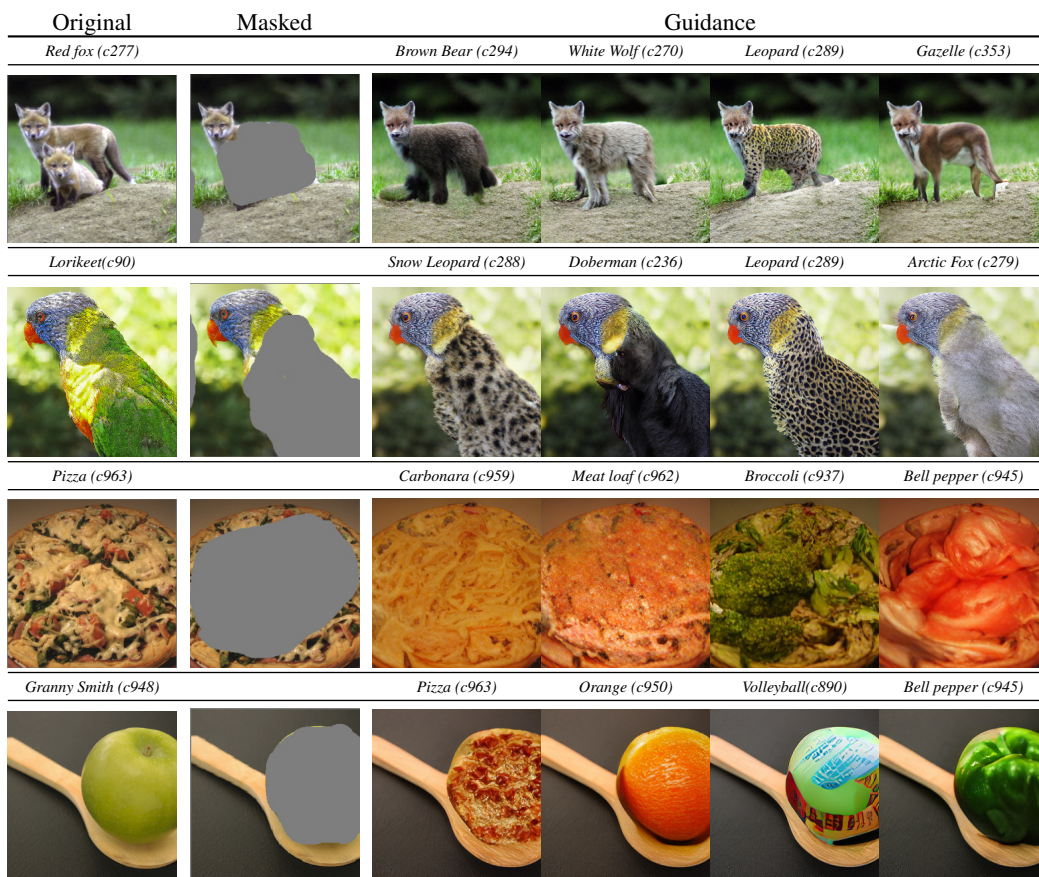 Original Masked Guidance
Red fox (c277) Brown Bear (c294) White Wolf (c270) Leopard (c289) Gazelle (c353)
Lorikeet(c90) Snow Leopard (c288) Doberman (c236) Leopard (c289) Arctic Fox (c279)
Pizza (c963) Carbonara (c959) Meat loaf (c962) Broccoli (c937) Bell pepper (c945)
Granny Smith (c948) Pizza (c963) Orange (c950) Volleyball(c890) Bell pepper (c945)